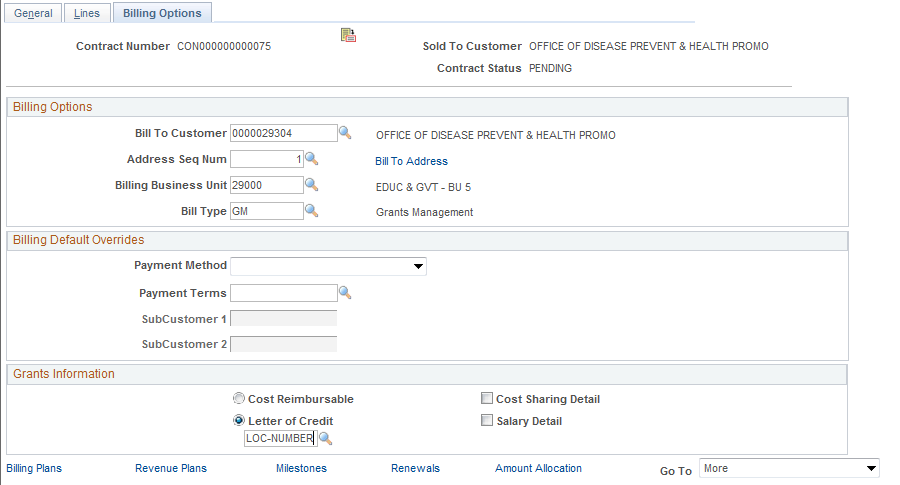 General Lines Billing Options
Contract Number CON000000000075 Sold To Customer OFFICE OF DISEASE PREVENT & HEALTH PROMO
Contract Status PENDING
Billing Options
Bill To Customer 0000029304 OFFICE OF DISEASE PREVENT & HEALTH PROMO
Address Seq Num 1 Bill To Address
Billing Business Unit 29000 EDUC & GVT - BU 5
Bill Type GM Grants Management
Billing Default Overrides
Payment Method
Payment Terms
SubCustomer 1
SubCustomer 2
Grants Information
Cost Reimbursable Cost Sharing Detail
Letter of Credit Salary Detail
LOC-NUMBER
Billing Plans Revenue Plans Milestones Renewals Amount Allocation Go To More